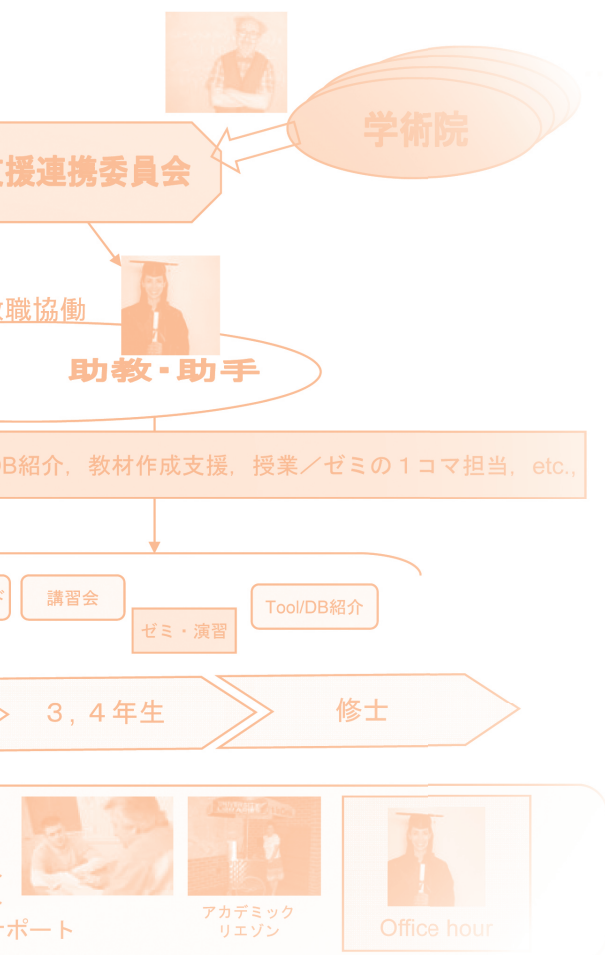 学術院
援連携委員会
職協働
助教・助手
DB紹介，教材作成支援，授業／ゼミの１コマ担当，etc.,
講習会
Tool/DB紹介
ゼミ・演習
３，４年生
修士
アカデミック
リエゾン
ポート
Office hour